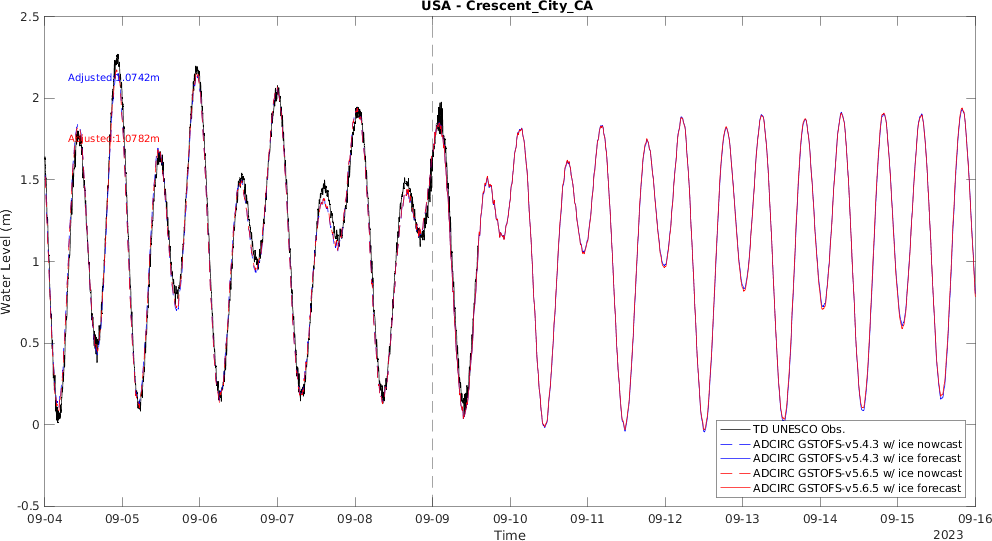 USA - Crescent_City_CA
2.5
2
1.5
1
0.5
0
-0.5
Water Level (m)
Adjusted:1.0742m
Adjusted:1.0782m
TD UNESCO Obs.
ADCIRC GSTOFS-v5.4.3 w/ ice nowcast
ADCIRC GSTOFS-v5.4.3 w/ ice forecast
ADCIRC GSTOFS-v5.6.5 w/ ice nowcast
ADCIRC GSTOFS-v5.6.5 w/ ice forecast
09-04 09-05 09-06 09-07 09-08 09-09 09-10 09-11 09-12 09-13 09-14 09-15 09-16
Time
2023